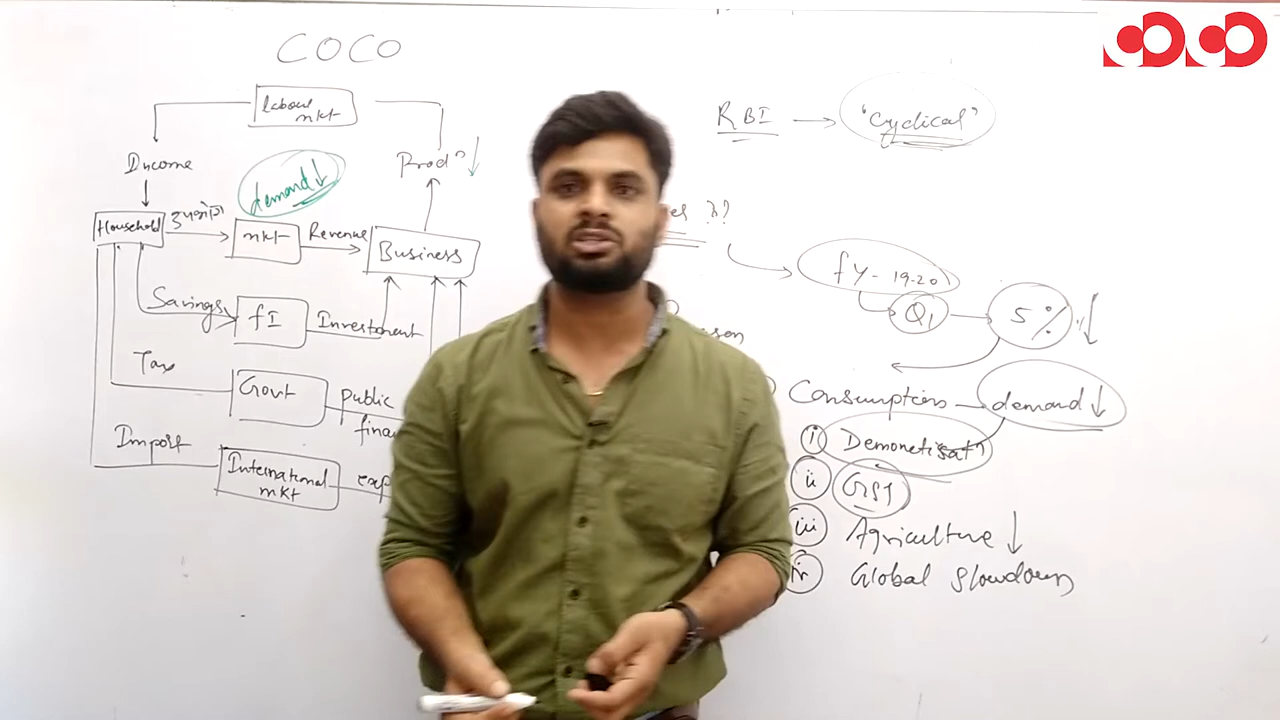 COCO
labour
mkt
Income
demand↓
Prodⁿ ↓
Household
उपभोग
mkt
Revenue
Business
Savings
fI
Investment
Tax
Govt
public
Import
International
mkt
RBI → "Cyclical"
??
fy - 19-20
Q1
5% ↓
Consumption - demand ↓
i Demonetisatⁿ
ii GST
iii Agriculture ↓
iv Global slowdown